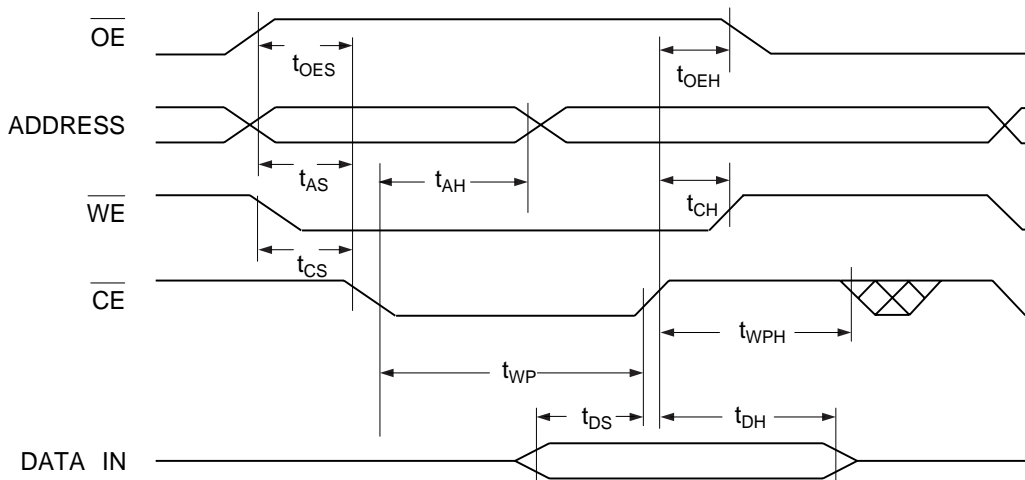 OE
tOES
tOEH
ADDRESS
tAS
tAH
WE
tCH
tCS
CE
tWPH
tWP
tDS
tDH
DATA IN